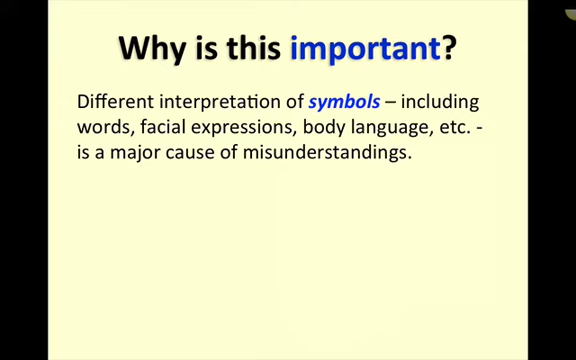 Why is this important?
Different interpretation of symbols – including
words, facial expressions, body language, etc. -
is a major cause of misunderstandings.